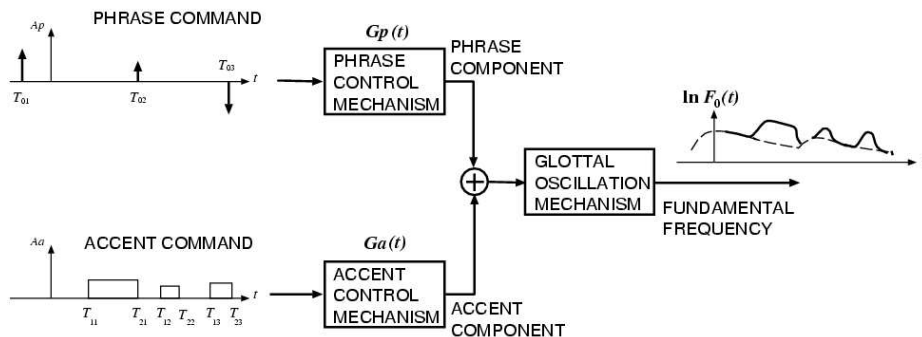 PHRASE COMMAND
Ap
T01
T02
T03
t
Gp(t)
PHRASE
CONTROL
MECHANISM
PHRASE
COMPONENT
ln F0(t)
GLOTTAL
OSCILLATION
MECHANISM
FUNDAMENTAL
FREQUENCY
ACCENT COMMAND
Aa
t
T11
T21
T12
T22
T13
T23
Ga(t)
ACCENT
CONTROL
MECHANISM
ACCENT
COMPONENT